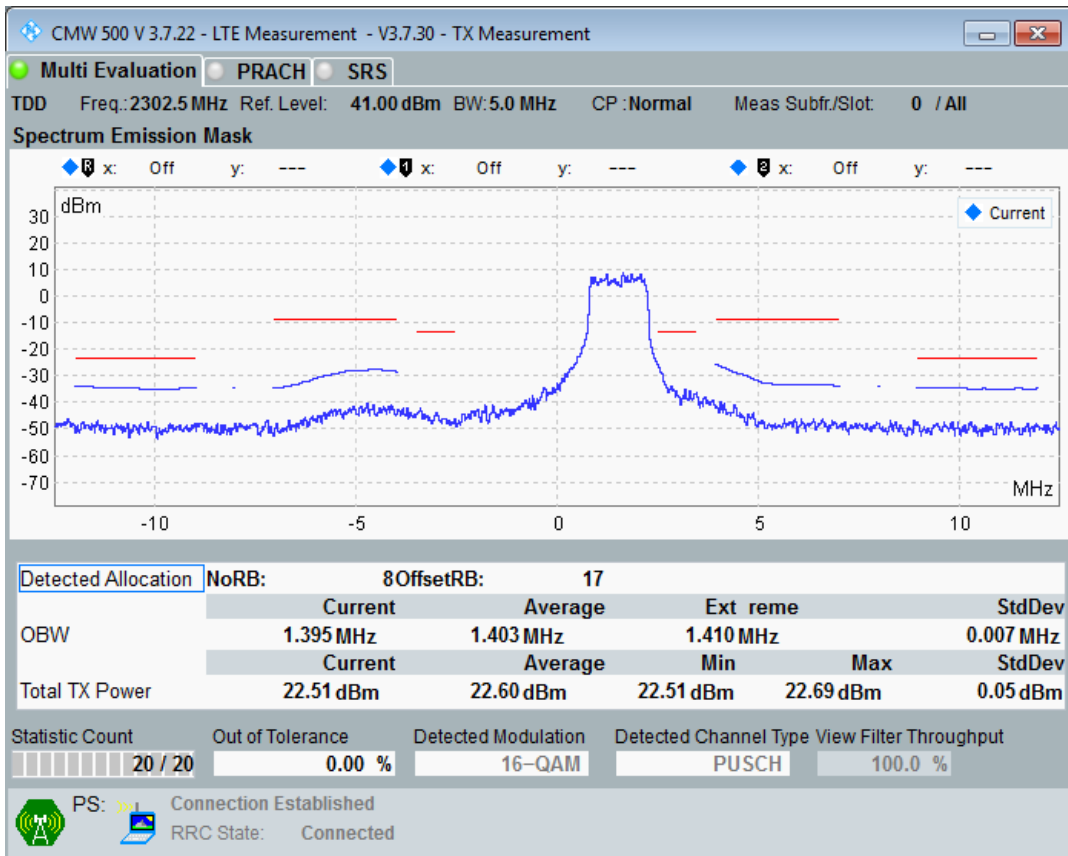 CMW 500 V 3.7.22 - LTE Measurement - V3.7.30 - TX Measurement
Multi Evaluation PRACH SRS
TDD Freq.:2302.5 MHz Ref. Level: 41.00 dBm BW:5.0 MHz CP :Normal Meas Subfr./Slot: 0 / All
Spectrum Emission Mask
R x: Off y: --- 1 x: Off y: --- 2 x: Off y: ---
dBm
Current
30
20
10
0
-10
-20
-30
-40
-50
-60
-70
MHz
-10 -5 0 5 10
Detected Allocation NoRB: 8 OffsetRB: 17
Current Average Ext reme StdDev
OBW 1.395 MHz 1.403 MHz 1.410 MHz 0.007 MHz
Current Average Min Max StdDev
Total TX Power 22.51 dBm 22.60 dBm 22.51 dBm 22.69 dBm 0.05 dBm
Statistic Count Out of Tolerance Detected Modulation Detected Channel Type View Filter Throughput
20 / 20 0.00 % 16-QAM PUSCH 100.0 %
PS: Connection Established
RRC State: Connected